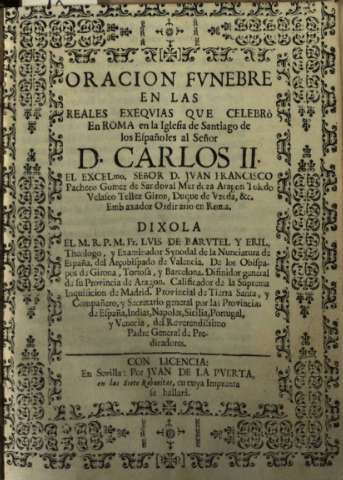 ORACION FVNEBRE
EN LAS
REALES EXEQVIAS QVE CELEBRÒ
En ROMA en la Iglesia de Santiago de
los Españoles al Señor
D. CARLOS II.
EL EXCELmo. SEñOR D. JVAN FRANCISCO
Pacheco Gomez de Sandoval Mendoza Aragon Toledo
Velasco Tellez Giron, Duque de Vzeda, &c.
Embaxador Ordinario en Roma.
DIXOLA
EL M. R. P. M. Fr. LVIS DE BARVTEL Y ERIL,
Theologo, y Examinador Synodal de la Nunciatura de
España, del Arçobispado de Valencia. De los Obispa-
dos de Girona, Tortosa, y Barcelona. Difinidor general
de su Provincia de Aragon. Calificador de la Suprema
Inquisicion de Madrid. Provincial de Tierra Santa, y
Compañero, y Secretario general por las Provincias
de España, Indias, Napoles, Sicilia, Portugal,
y Venecia, del Reverendissimo
Padre General de Pre-
dicadores.
CON LICENCIA:
En Sevilla: Por JVAN DE LA PVERTA,
en las siete Rebueltas, en cuya Imprenta
se hallarà.